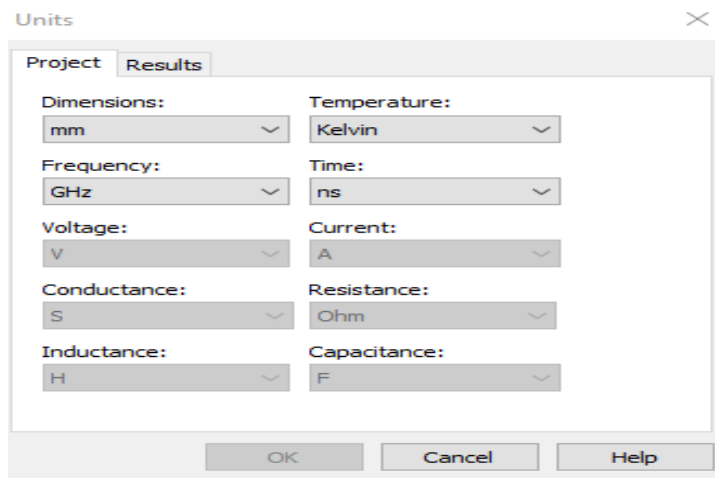 Units
Project Results
Dimensions: Temperature:
mm Kelvin
Frequency: Time:
GHz ns
Voltage: Current:
V A
Conductance: Resistance:
S Ohm
Inductance: Capacitance:
H F
OK Cancel Help